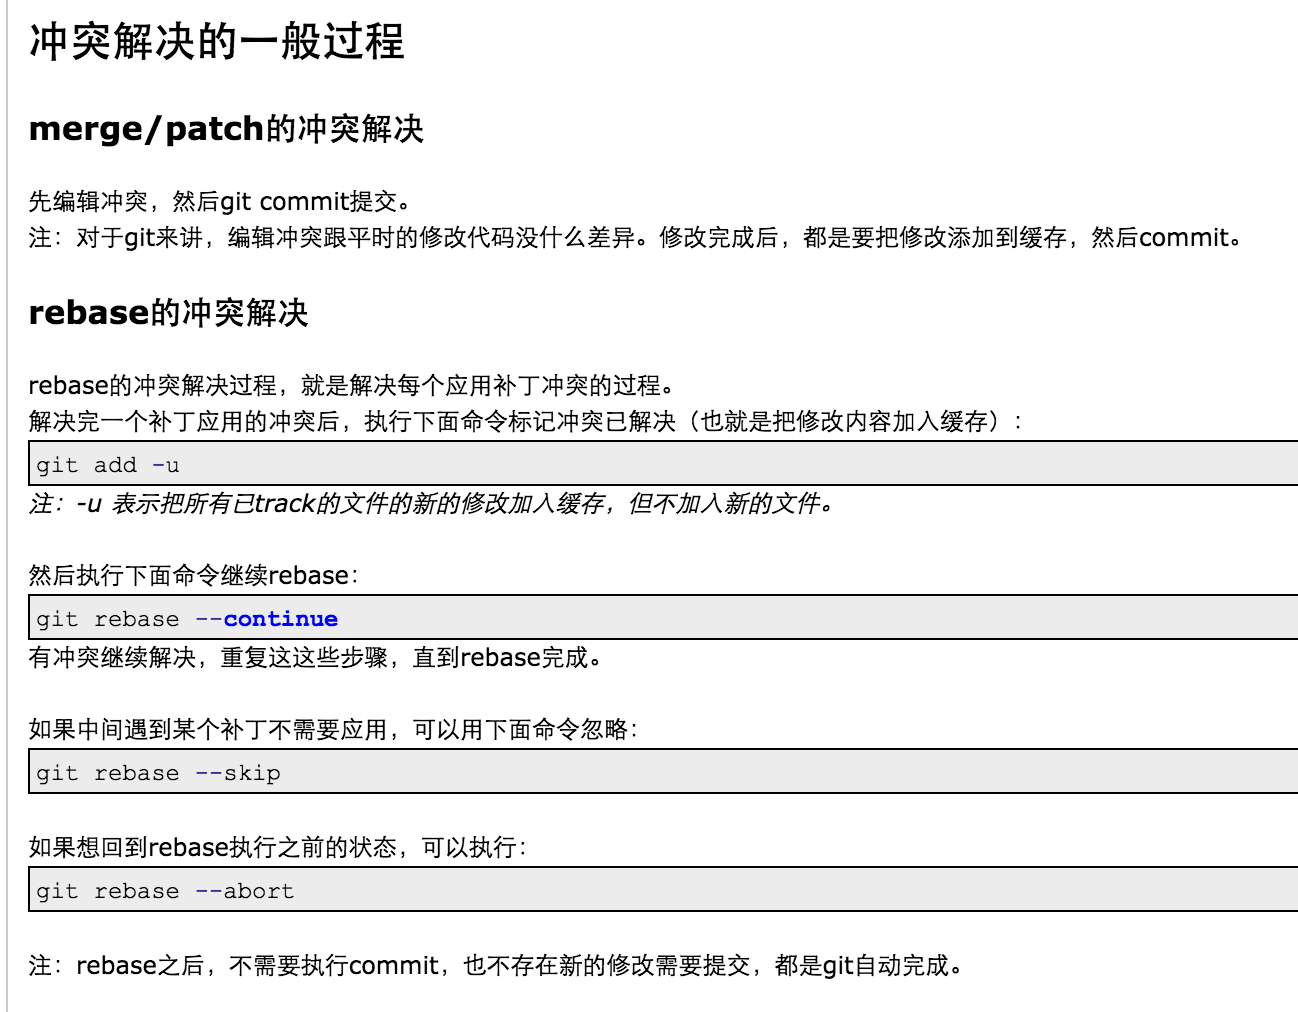 冲突解决的一般过程
merge/patch的冲突解决
先编辑冲突，然后git commit提交。
注：对于git来讲，编辑冲突跟平时的修改代码没什么差异。修改完成后，都是要把修改添加到缓存，然后commit。
rebase的冲突解决
rebase的冲突解决过程，就是解决每个应用补丁冲突的过程。
解决完一个补丁应用的冲突后，执行下面命令标记冲突已解决（也就是把修改内容加入缓存）：
git add -u
注：-u 表示把所有已track的文件的新的修改加入缓存，但不加入新的文件。
然后执行下面命令继续rebase：
git rebase --continue
有冲突继续解决，重复这这些步骤，直到rebase完成。
如果中间遇到某个补丁不需要应用，可以用下面命令忽略：
git rebase --skip
如果想回到rebase执行之前的状态，可以执行：
git rebase --abort
注：rebase之后，不需要执行commit，也不存在新的修改需要提交，都是git自动完成。